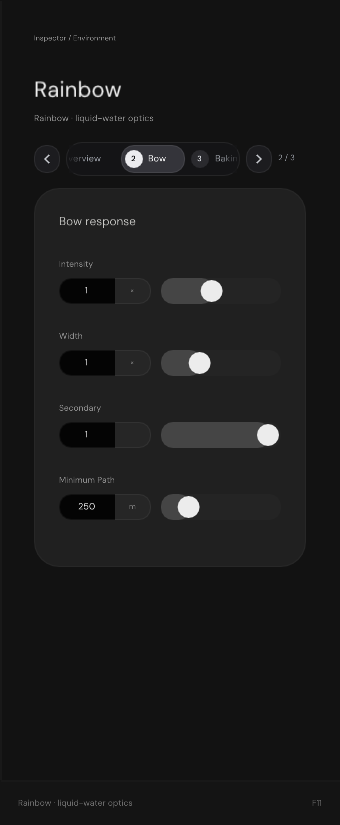 Inspector / Environment
Rainbow
Rainbow · liquid-water optics
erview 2 Bow 3 Bakin 2 / 3
Bow response
Intensity
1 ×
Width
1 ×
Secondary
1
Minimum Path
250 m
Rainbow · liquid-water optics F11